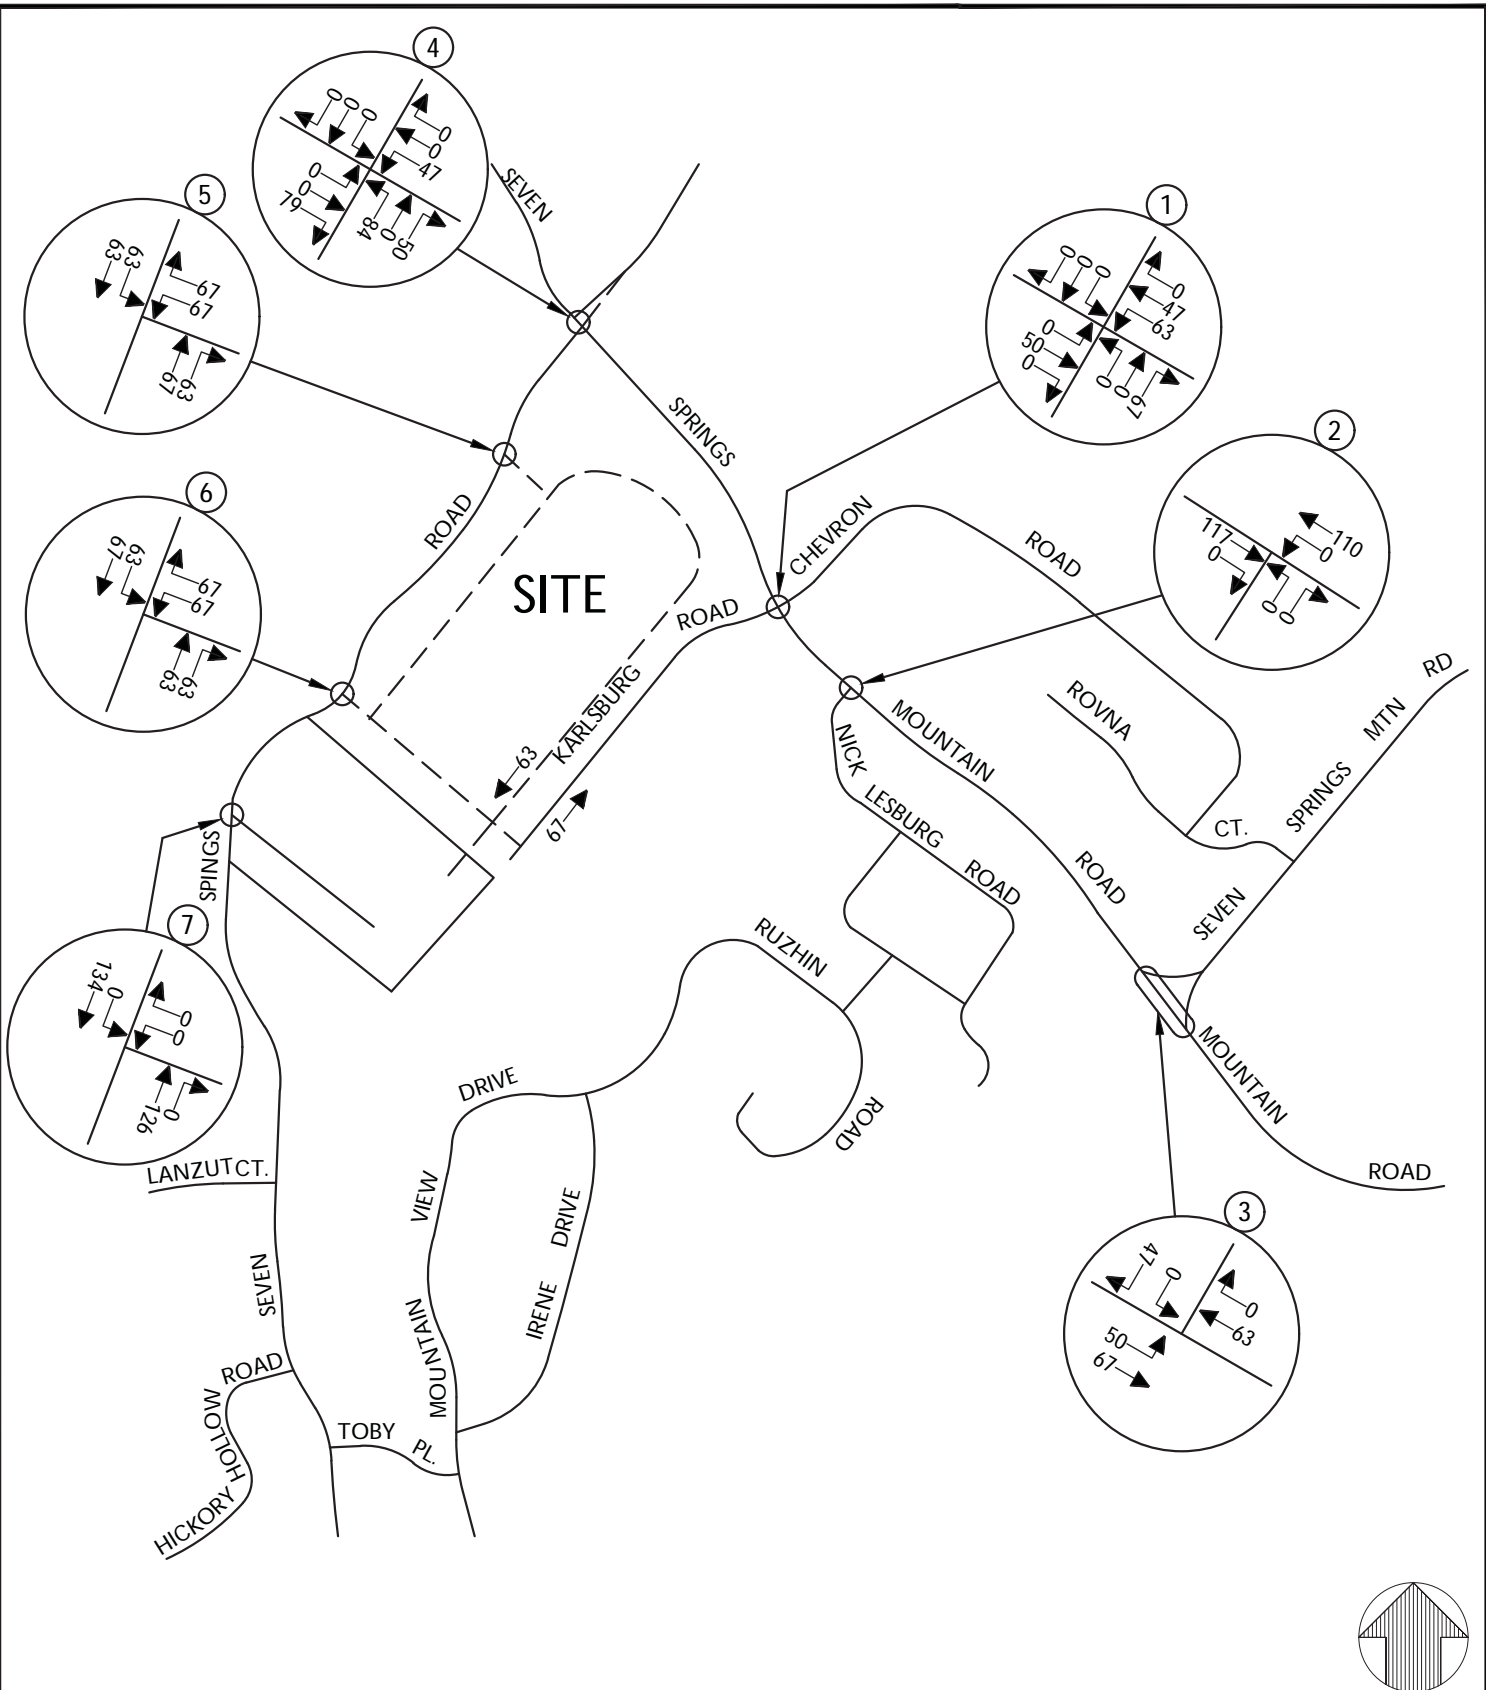 4
0
0
0
0
0
47
0
0
79
84
0
50
5
63
63
67
67
67
63
6
67
63
67
67
63
63
7
134
0
0
0
126
0
1
0
0
0
0
47
63
0
50
0
0
0
67
2
117
0
110
0
0
0
3
47
0
0
63
50
67
SEVEN
SPRINGS
ROAD
SITE
CHEVRON
ROAD
KARLSBURG
ROAD
63
67
MOUNTAIN
ROAD
NICK
LESBURG
ROAD
ROVNA
CT.
SEVEN
SPRINGS
MTN
RD
MOUNTAIN
ROAD
RUZHIN
ROAD
SPINGS
LANZUT CT.
SEVEN
DRIVE
VIEW
MOUNTAIN
IRENE DRIVE
TOBY
PL.
HICKORY
HOLLOW
ROAD